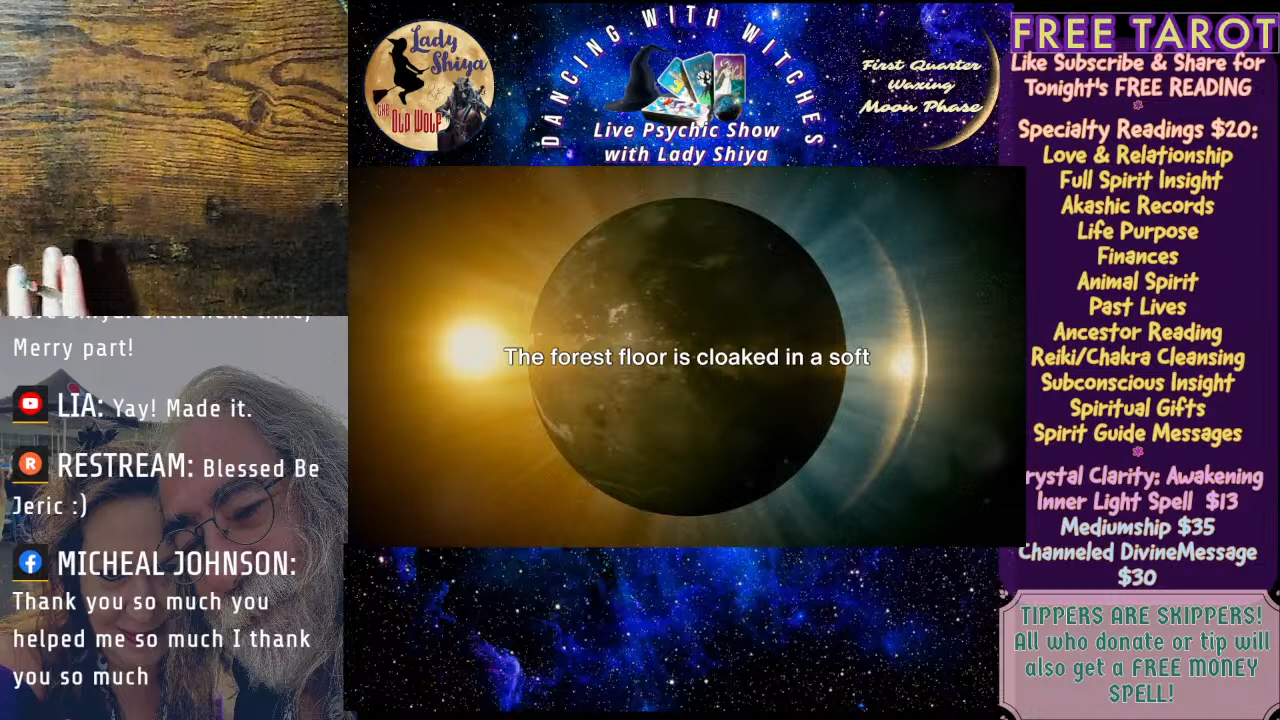 Merry part!
LIA: Yay! Made it.
RESTREAM: Blessed Be
Jeric :)
MICHEAL JOHNSON:
Thank you so much you
helped me so much I thank
you so much
Lady
Shiya
THE OLD WOLF
DANCING WITH WITCHES
Live Psychic Show
with Lady Shiya
First Quarter
Waxing
Moon Phase
The forest floor is cloaked in a soft
FREE TAROT
Like Subscribe & Share for
Tonight's FREE READING
*
Specialty Readings $20:
Love & Relationship
Full Spirit Insight
Akashic Records
Life Purpose
Finances
Animal Spirit
Past Lives
Ancestor Reading
Reiki/Chakra Cleansing
Subconscious Insight
Spiritual Gifts
Spirit Guide Messages
*
rystal Clarity: Awakening
Inner Light Spell $13
Mediumship $35
Channeled DivineMessage
$30
TIPPERS ARE SKIPPERS!
All who donate or tip will
also get a FREE MONEY
SPELL!